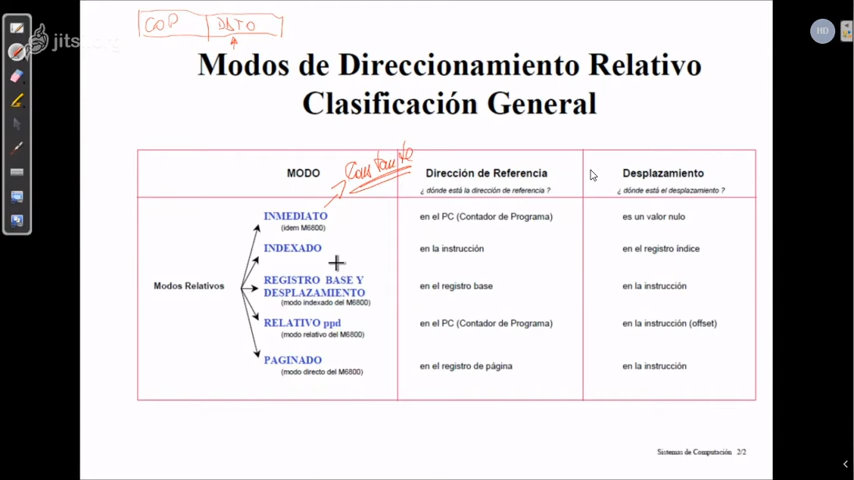 COP DATO
jitsi.org
HD
Modos de Direccionamiento Relativo
Clasificación General
MODO
Constante
Dirección de Referencia
¿ dónde está la dirección de referencia ?
Desplazamiento
¿ dónde está el desplazamiento ?
Modos Relativos
INMEDIATO
(idem M6800)
en el PC (Contador de Programa)
es un valor nulo
INDEXADO
en la instrucción
en el registro índice
REGISTRO BASE Y
DESPLAZAMIENTO
(modo indexado del M6800)
en el registro base
en la instrucción
RELATIVO ppd
(modo relativo del M6800)
en el PC (Contador de Programa)
en la instrucción (offset)
PAGINADO
(modo directo del M6800)
en el registro de página
en la instrucción
Sistemas de Computación 2/2